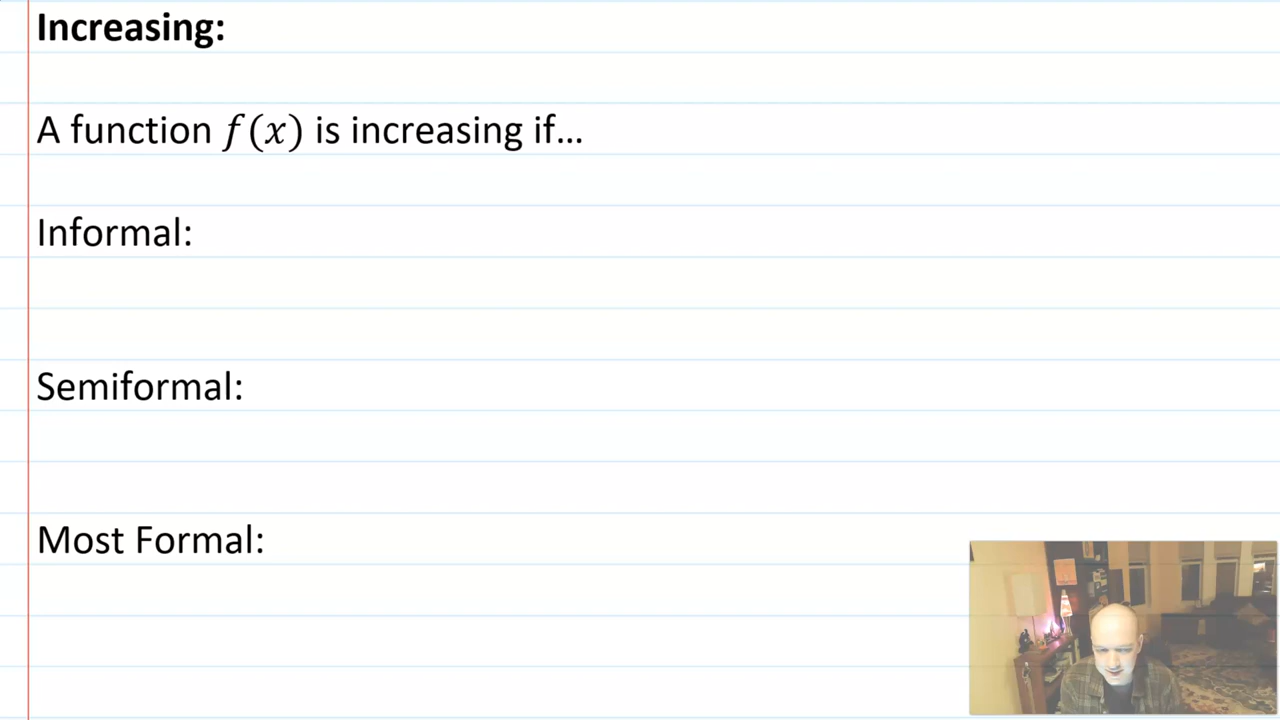 Increasing:
A function f(x) is increasing if...
Informal:
Semiformal:
Most Formal: